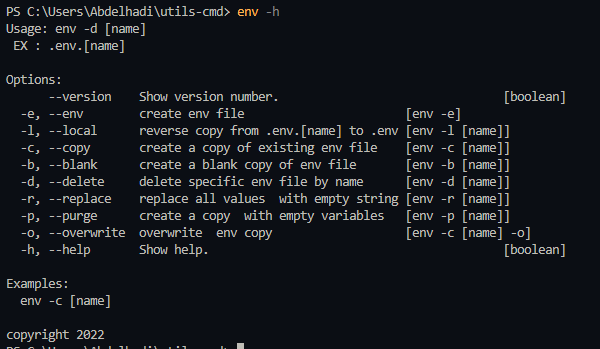 PS C:\Users\Abdelhadi\utils-cmd> env -h
Usage: env -d [name]
 EX : .env.[name]

Options:
      --version    Show version number.                                [boolean]
  -e, --env        create env file                       [env -e]
  -l, --local      reverse copy from .env.[name] to .env [env -l [name]]
  -c, --copy       create a copy of existing env file    [env -c [name]]
  -b, --blank      create a blank copy of env file       [env -b [name]]
  -d, --delete     delete specific env file by name      [env -d [name]]
  -r, --replace    replace all values  with empty string [env -r [name]]
  -p, --purge      create a copy  with empty variables   [env -p [name]]
  -o, --overwrite  overwrite  env copy                   [env -c [name] -o]
  -h, --help       Show help.                                          [boolean]

Examples:
  env -c [name]

copyright 2022
PS C:\Users\Abdelhadi\utils-cmd>